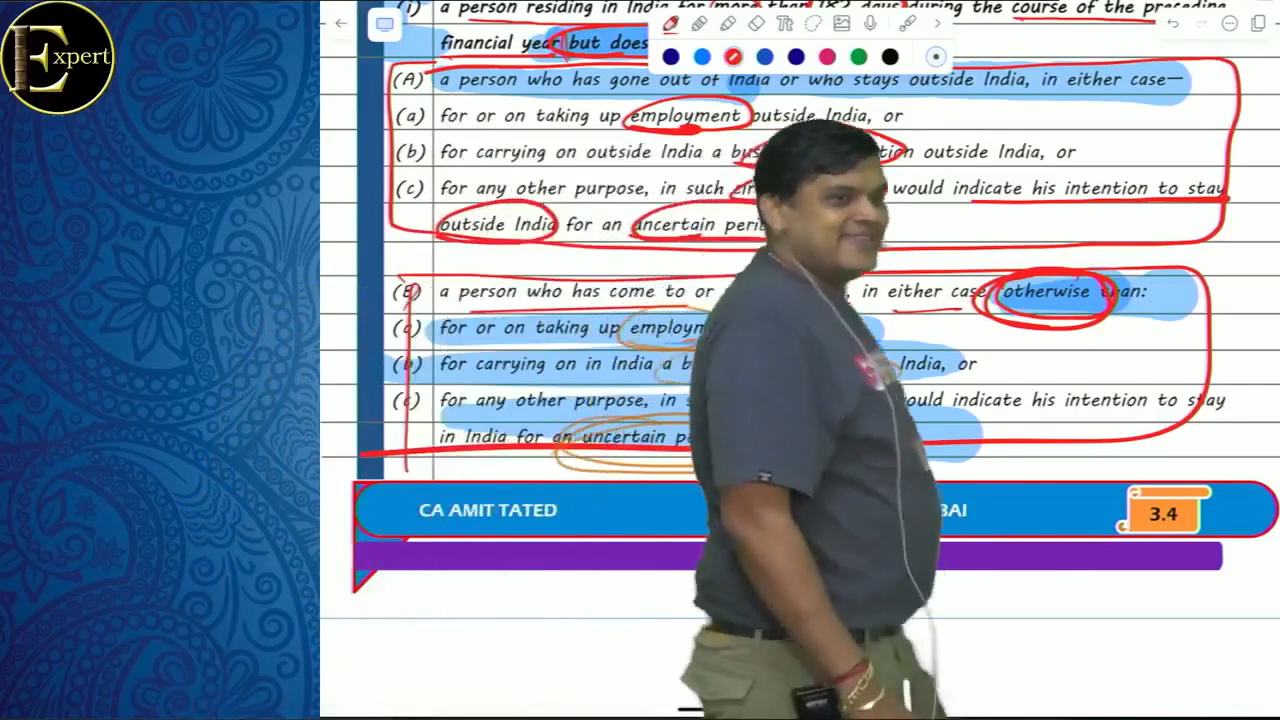 Expert
(i) a person residing in India for more than 182 days during the course of the preceding
financial year but does
(A) a person who has gone out of India or who stays outside India, in either case—
(a) for or on taking up employment outside India, or
(b) for carrying on outside India a outside India, or
(c) for any other purpose, in such would indicate his intention to stay
outside India for an uncertain
(B) a person who has come to or in either case, otherwise than:
(a) for or on taking up
(b) for carrying on in India a India, or
(c) for any other purpose, in would indicate his intention to stay
in India for an uncertain
CA AMIT TATED
3.4